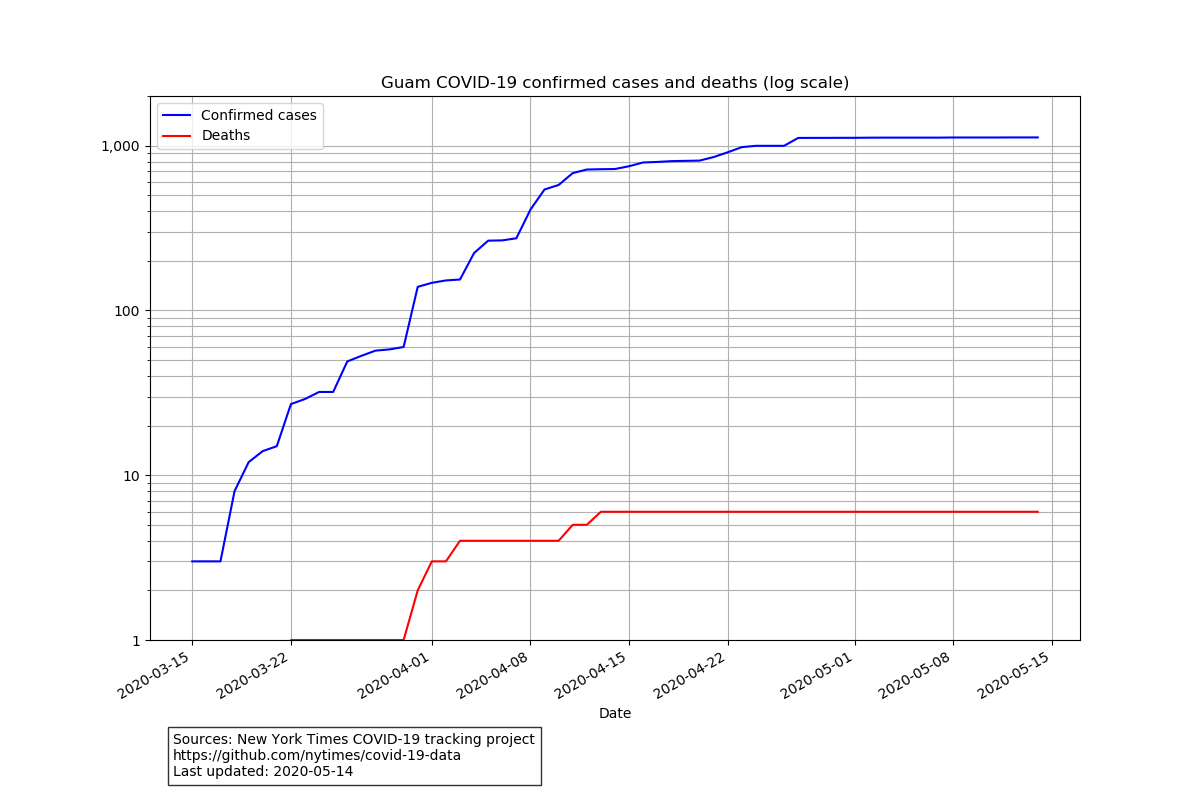 Guam COVID-19 confirmed cases and deaths (log scale)
Confirmed cases
Deaths
1,000
100
10
1
2020-03-15
2020-03-22
2020-04-01
2020-04-08
2020-04-15
2020-04-22
2020-05-01
2020-05-08
2020-05-15
Date
Sources: New York Times COVID-19 tracking project
https://github.com/nytimes/covid-19-data
Last updated: 2020-05-14